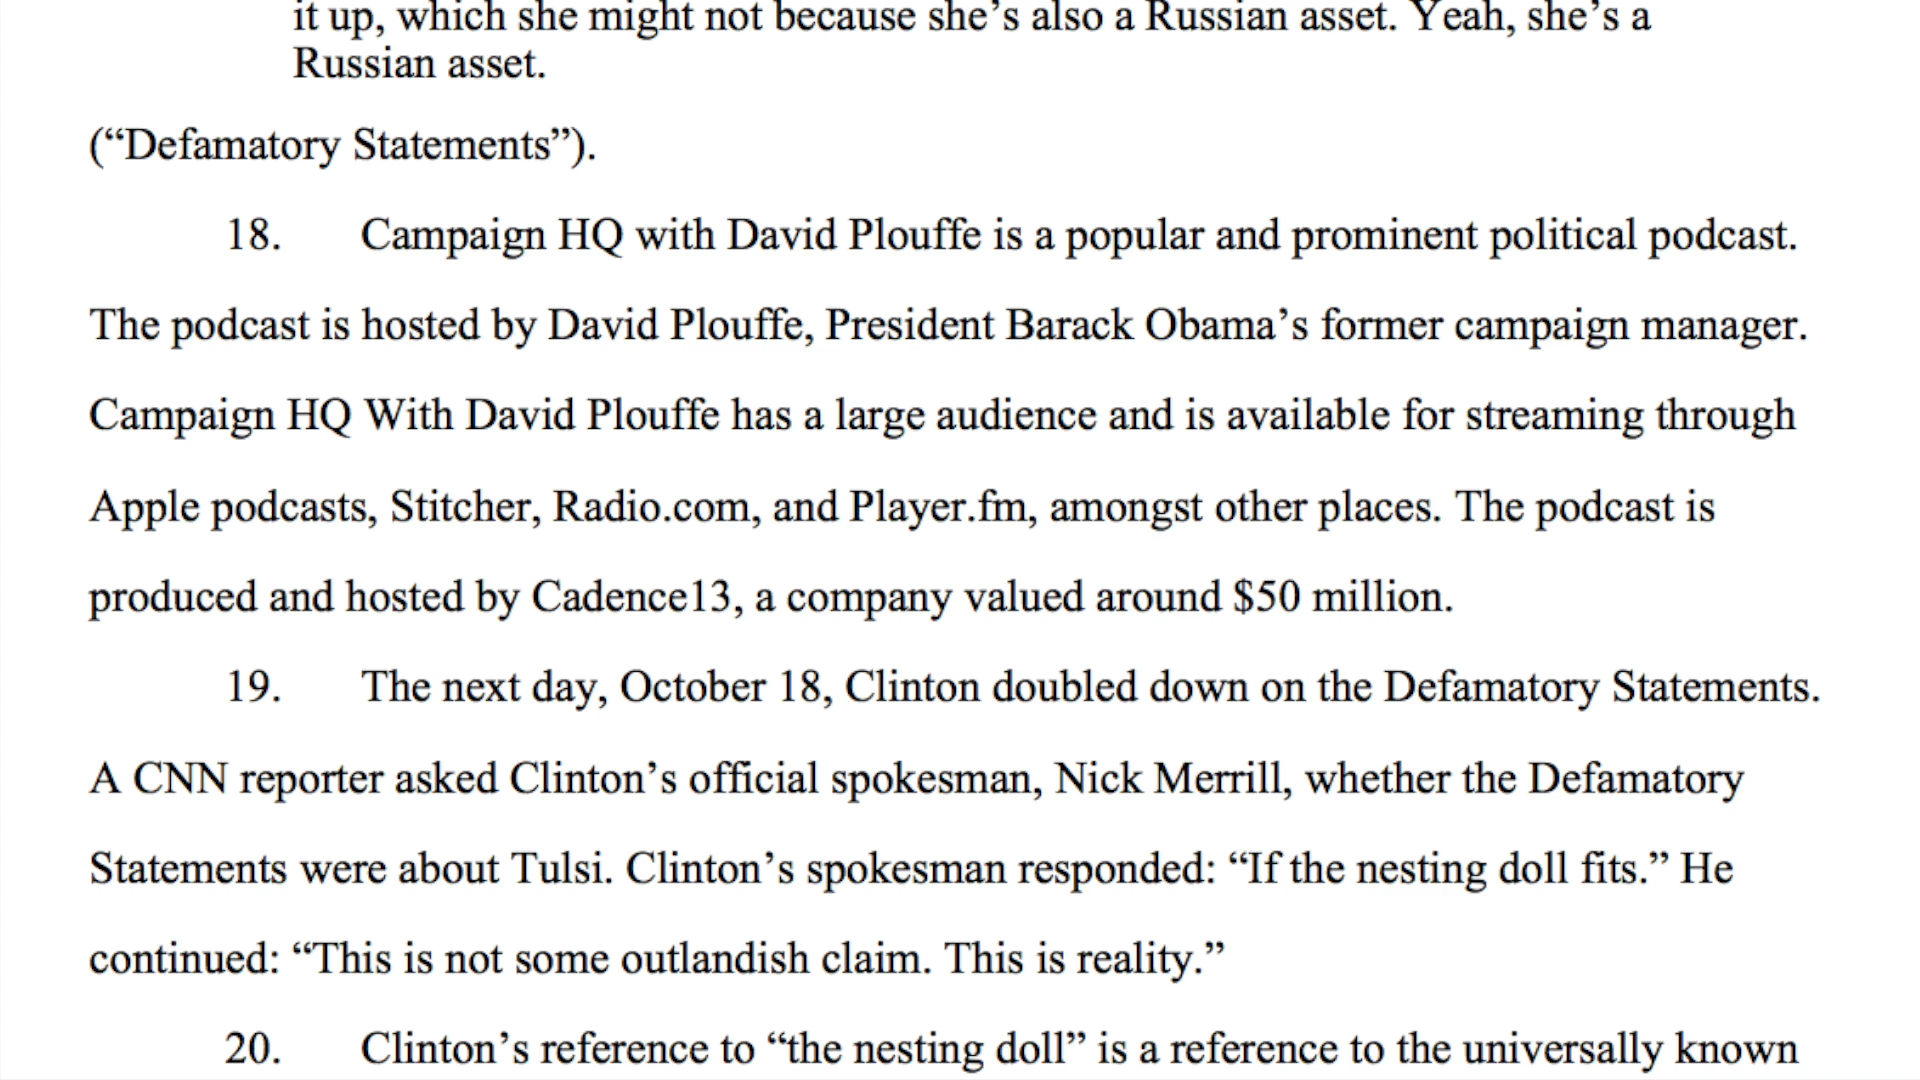 it up, which she might not because she’s also a Russian asset. Yeah, she’s a
Russian asset.
(“Defamatory Statements”).
18. Campaign HQ with David Plouffe is a popular and prominent political podcast.
The podcast is hosted by David Plouffe, President Barack Obama’s former campaign manager.
Campaign HQ With David Plouffe has a large audience and is available for streaming through
Apple podcasts, Stitcher, Radio.com, and Player.fm, amongst other places. The podcast is
produced and hosted by Cadence13, a company valued around $50 million.
19. The next day, October 18, Clinton doubled down on the Defamatory Statements.
A CNN reporter asked Clinton’s official spokesman, Nick Merrill, whether the Defamatory
Statements were about Tulsi. Clinton’s spokesman responded: “If the nesting doll fits.” He
continued: “This is not some outlandish claim. This is reality.”
20. Clinton’s reference to “the nesting doll” is a reference to the universally known